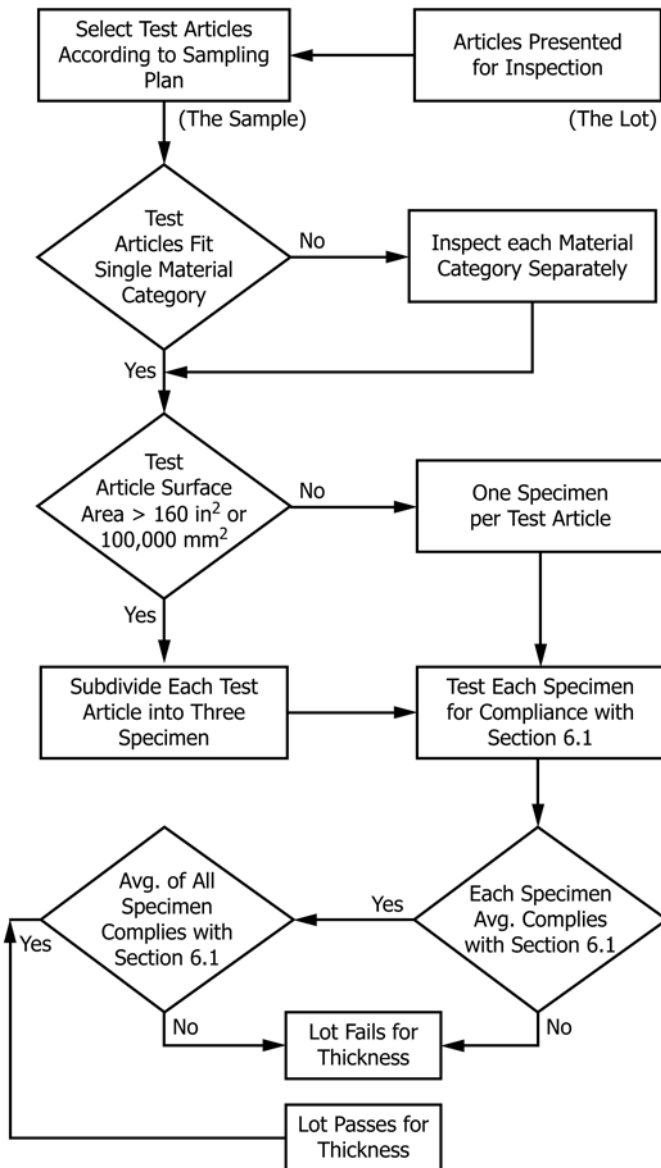 Select Test Articles
According to Sampling
Plan
Articles Presented
for Inspection
(The Sample)
(The Lot)
Test
Articles Fit
Single Material
Category
No
Inspect each Material
Category Separately
Yes
Test
Article Surface
Area > 160 in² or
100,000 mm²
No
One Specimen
per Test Article
Yes
Subdivide Each Test
Article into Three
Specimen
Test Each Specimen
for Compliance with
Section 6.1
Each Specimen
Avg. Complies
with Section 6.1
Yes
Avg. of All
Specimen
Complies with
Section 6.1
Yes
No
Lot Fails for
Thickness
No
Lot Passes for
Thickness